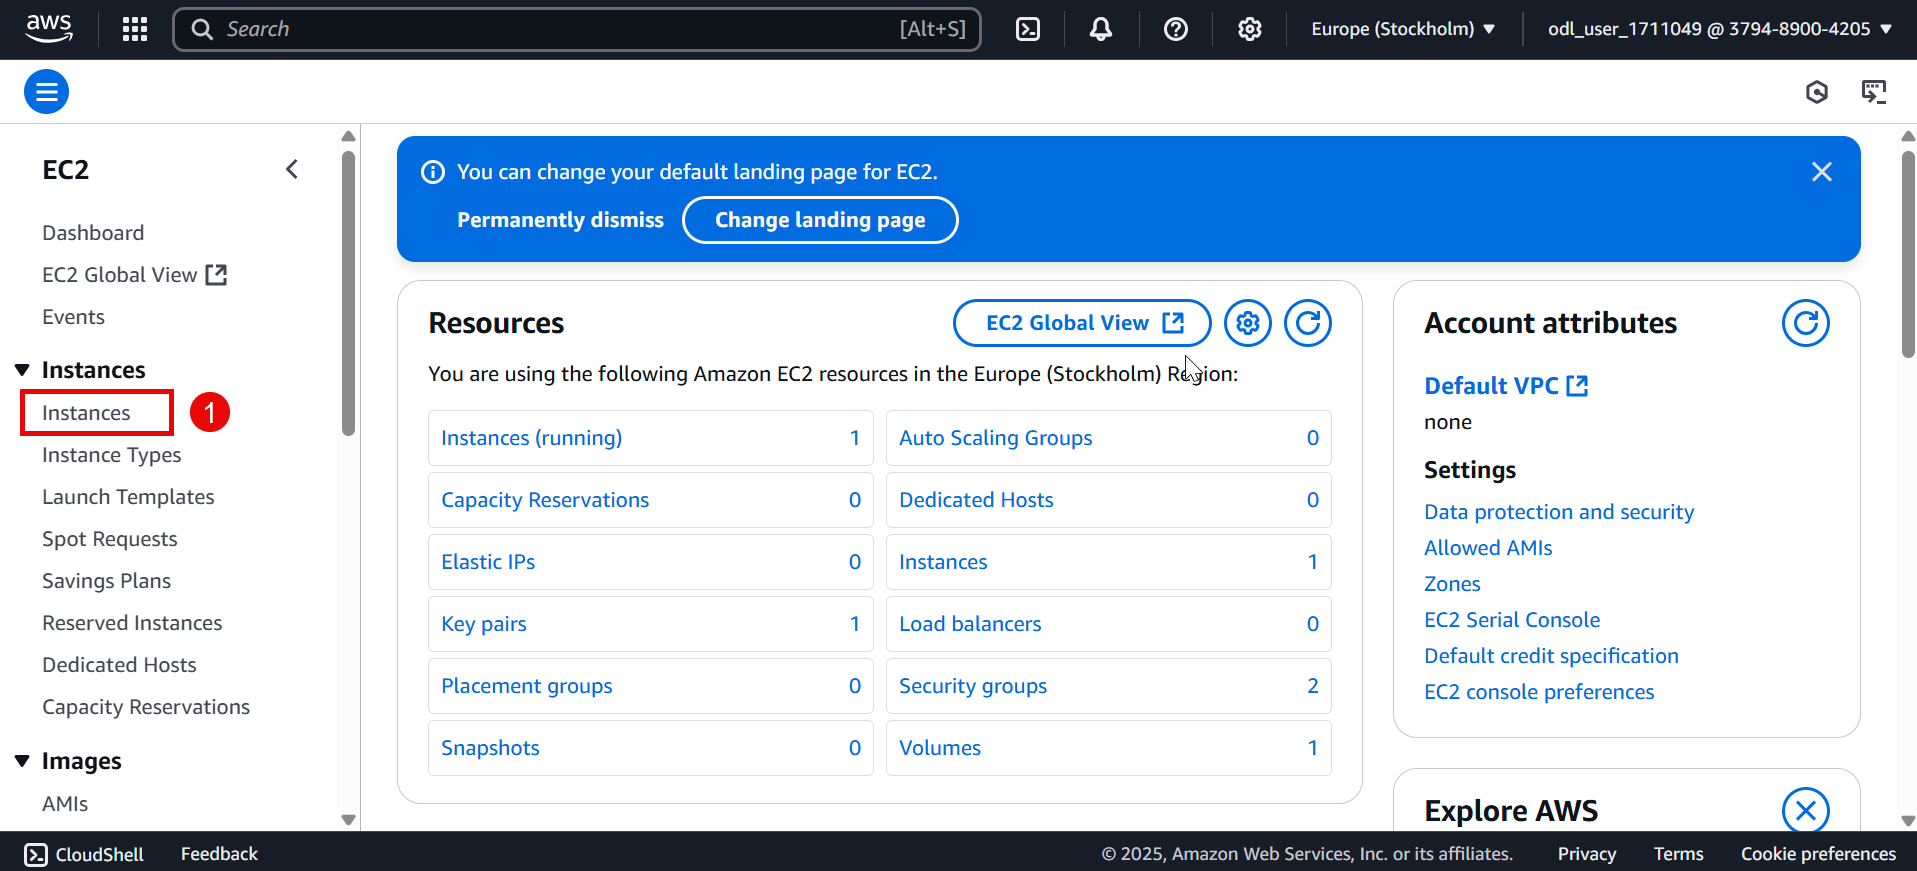 aws
Search [Alt+S]
Europe (Stockholm)
odl_user_1711049 @ 3794-8900-4205
EC2
Dashboard
EC2 Global View
Events
Instances
Instances
1
Instance Types
Launch Templates
Spot Requests
Savings Plans
Reserved Instances
Dedicated Hosts
Capacity Reservations
Images
AMIs
You can change your default landing page for EC2.
Permanently dismiss
Change landing page
Resources
EC2 Global View
You are using the following Amazon EC2 resources in the Europe (Stockholm) Region:
Instances (running) 1
Auto Scaling Groups 0
Capacity Reservations 0
Dedicated Hosts 0
Elastic IPs 0
Instances 1
Key pairs 1
Load balancers 0
Placement groups 0
Security groups 2
Snapshots 0
Volumes 1
Account attributes
Default VPC
none
Settings
Data protection and security
Allowed AMIs
Zones
EC2 Serial Console
Default credit specification
EC2 console preferences
Explore AWS
CloudShell
Feedback
© 2025, Amazon Web Services, Inc. or its affiliates.
Privacy
Terms
Cookie preferences